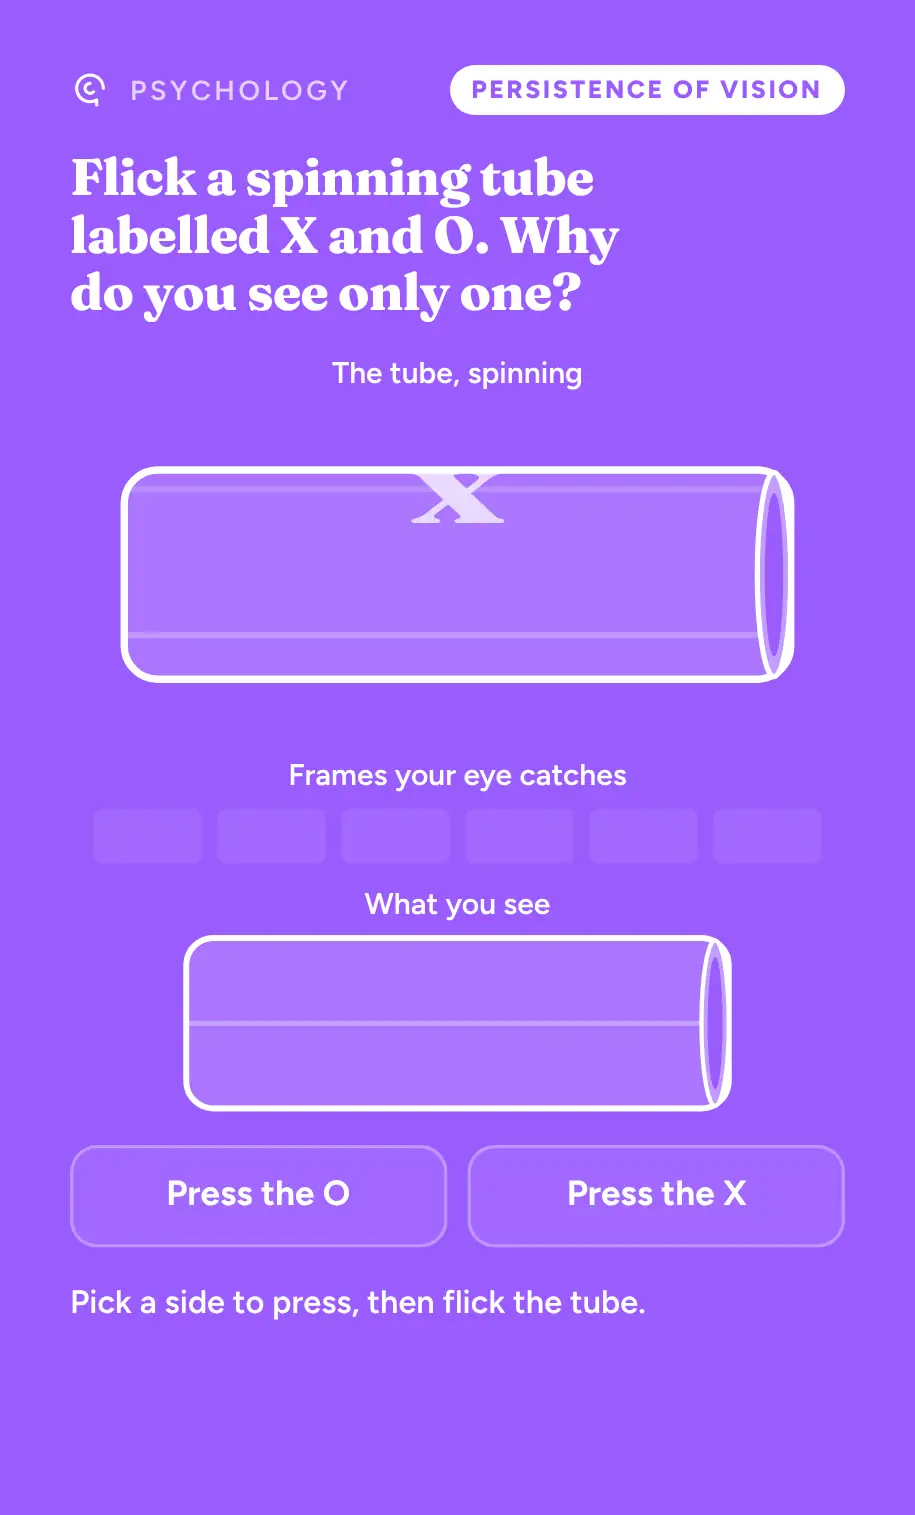 PSYCHOLOGY
PERSISTENCE OF VISION
Flick a spinning tube
labelled X and O. Why
do you see only one?
The tube, spinning
X
Frames your eye catches
What you see
Press the O
Press the X
Pick a side to press, then flick the tube.